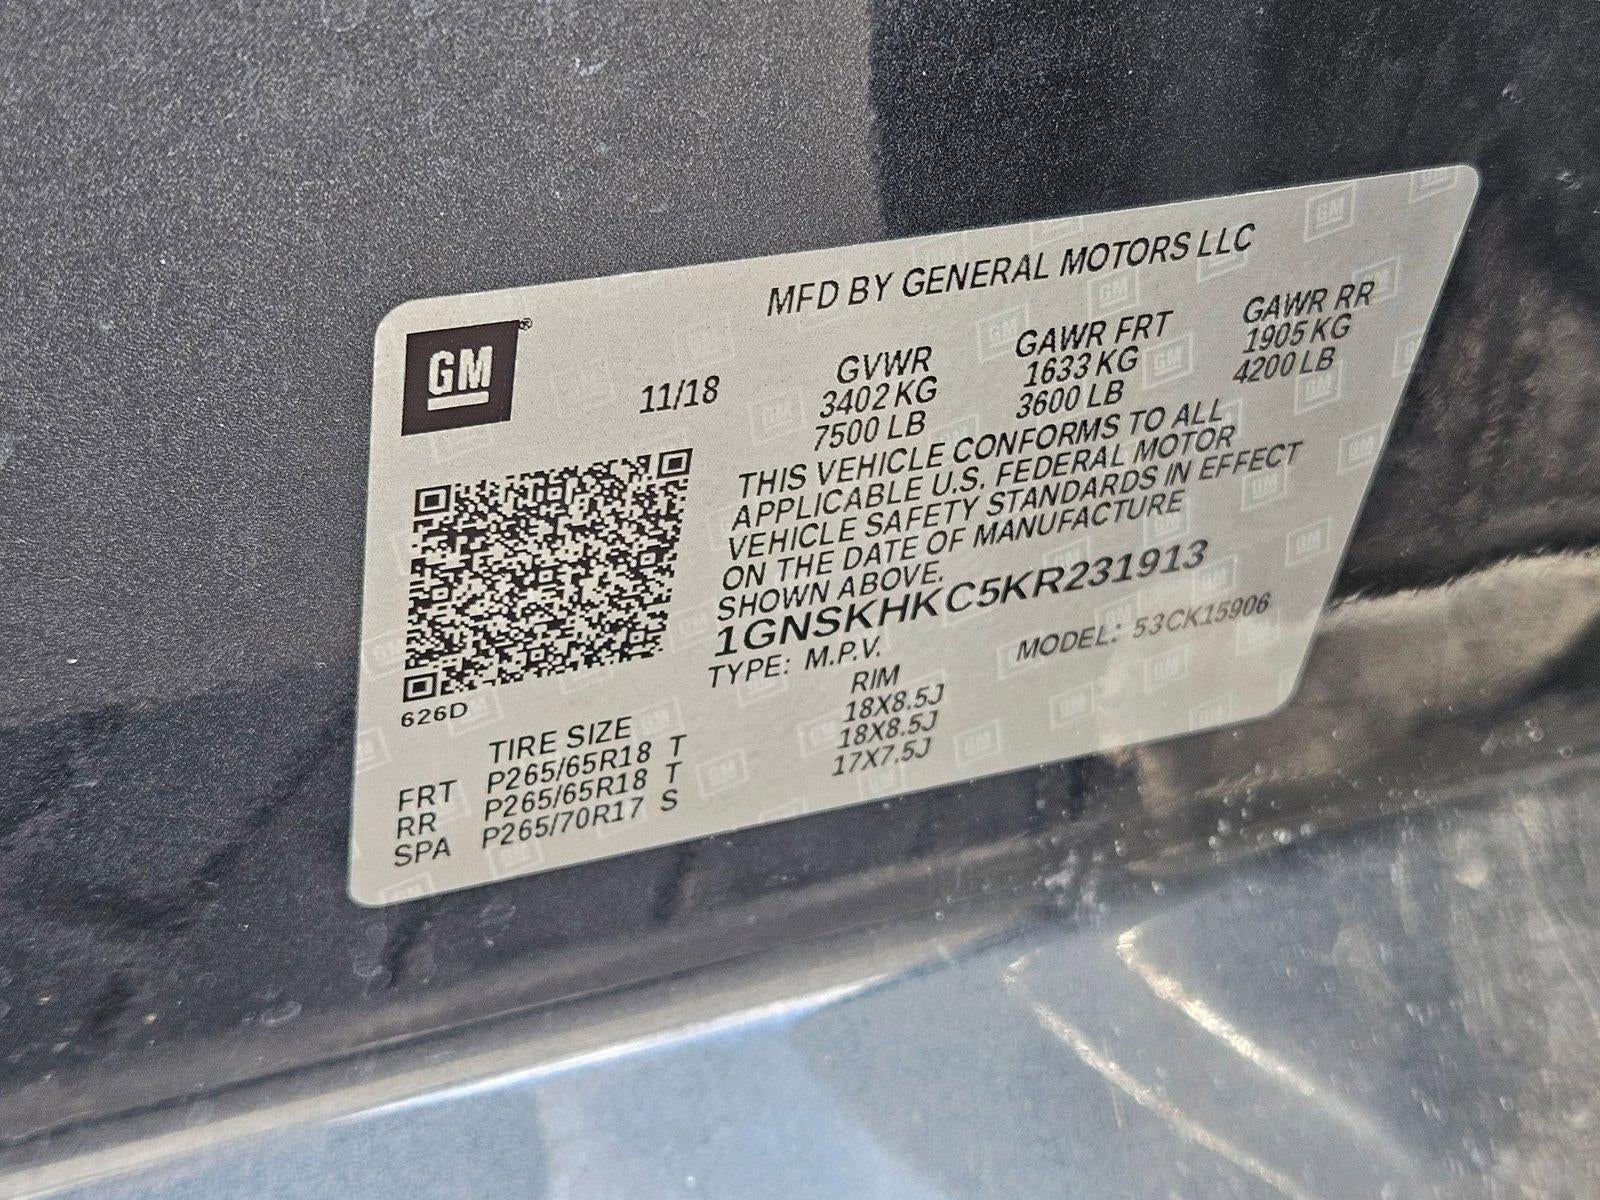 MFD BY GENERAL MOTORS LLC
GM®
11/18
GVWR GAWR FRT GAWR RR
3402 KG 1633 KG 1905 KG
7500 LB 3600 LB 4200 LB
THIS VEHICLE CONFORMS TO ALL
APPLICABLE U.S. FEDERAL MOTOR
VEHICLE SAFETY STANDARDS IN EFFECT
ON THE DATE OF MANUFACTURE
SHOWN ABOVE.
1GNSKHKC5KR231913
TYPE: M.P.V. MODEL: 53CK15906
626D
TIRE SIZE RIM
FRT P265/65R18 T 18X8.5J
RR P265/65R18 T 18X8.5J
SPA P265/70R17 S 17X7.5J